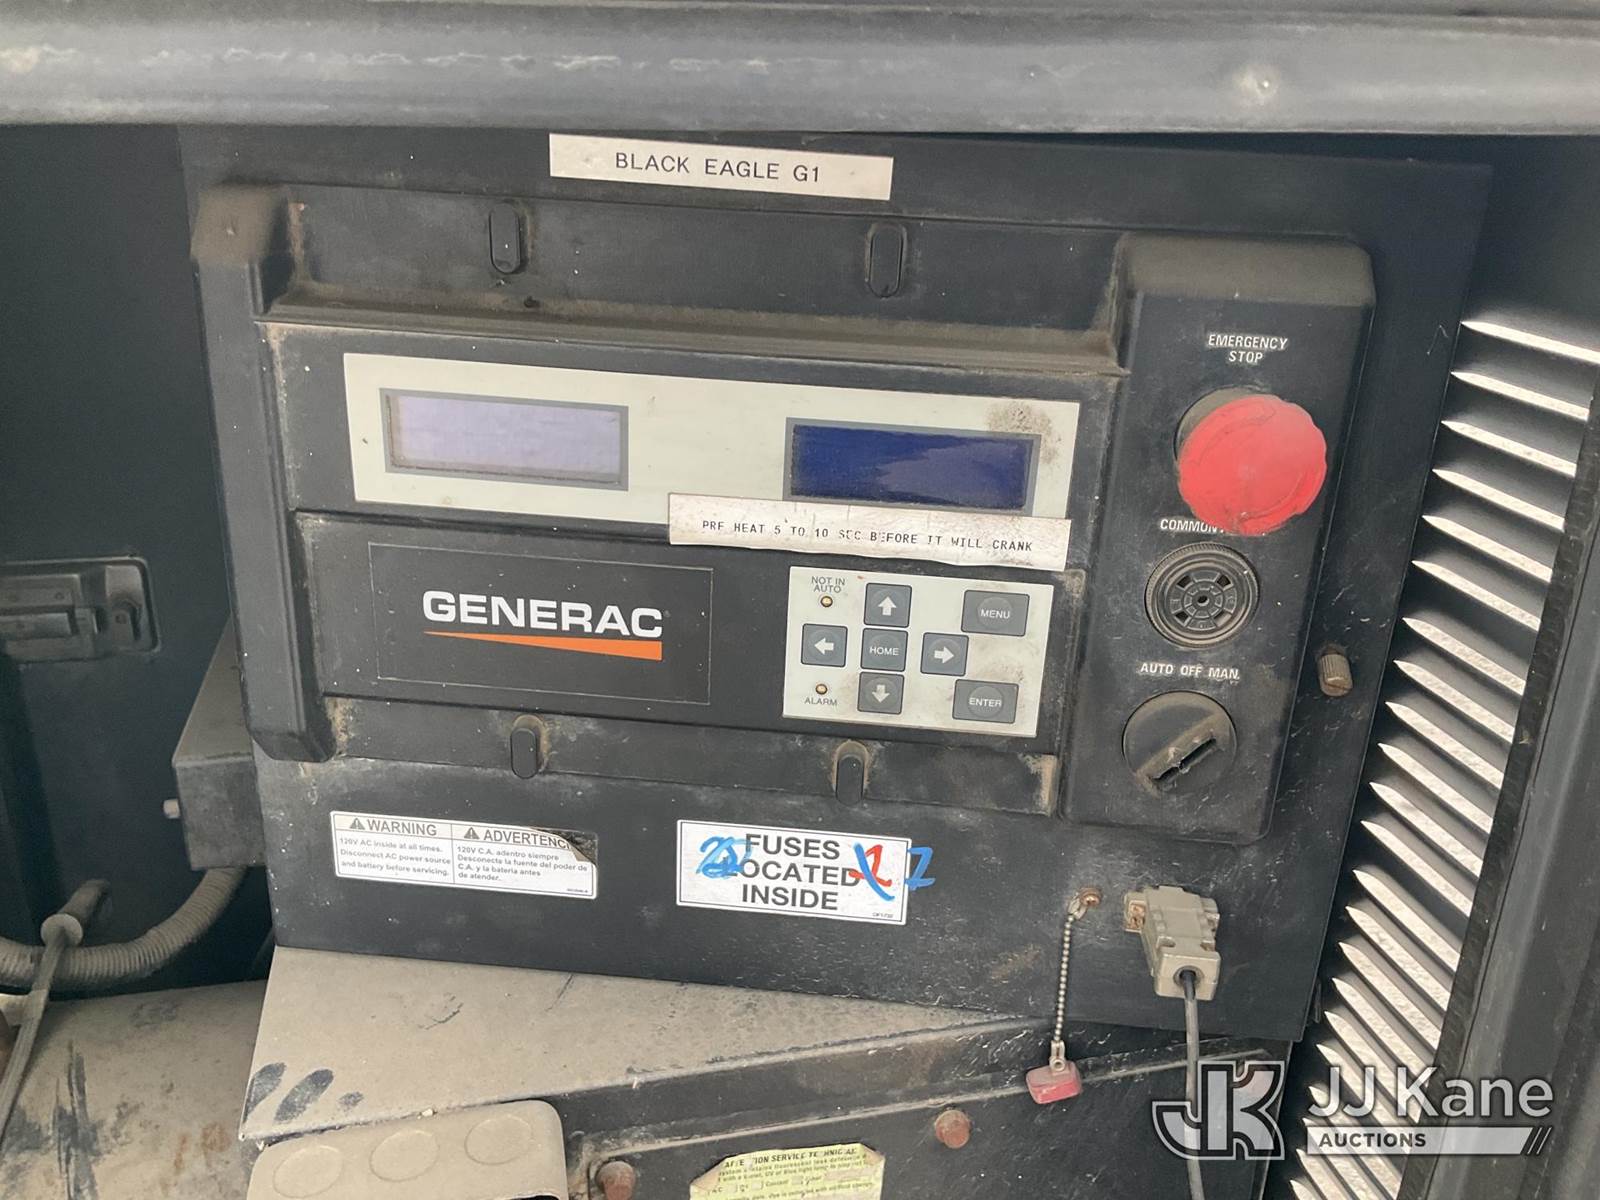 BLACK EAGLE G1
EMERGENCY
STOP
PRE HEAT 5 TO 10 SEC BEFORE IT WILL CRANK
GENERAC
NOT IN
AUTO
MENU
HOME
ENTER
ALARM
AUTO OFF MAN.
WARNING
120V AC inside at all times.
Disconnect AC power source
and battery before servicing.
ADVERTENCI
120V C.A. adentro siempre
Desconecte la fuente del poder de
C.A. y la bateria antes
de atender.
FUSES
LOCATED
INSIDE
JK
JJ Kane
AUCTIONS
SERVICE